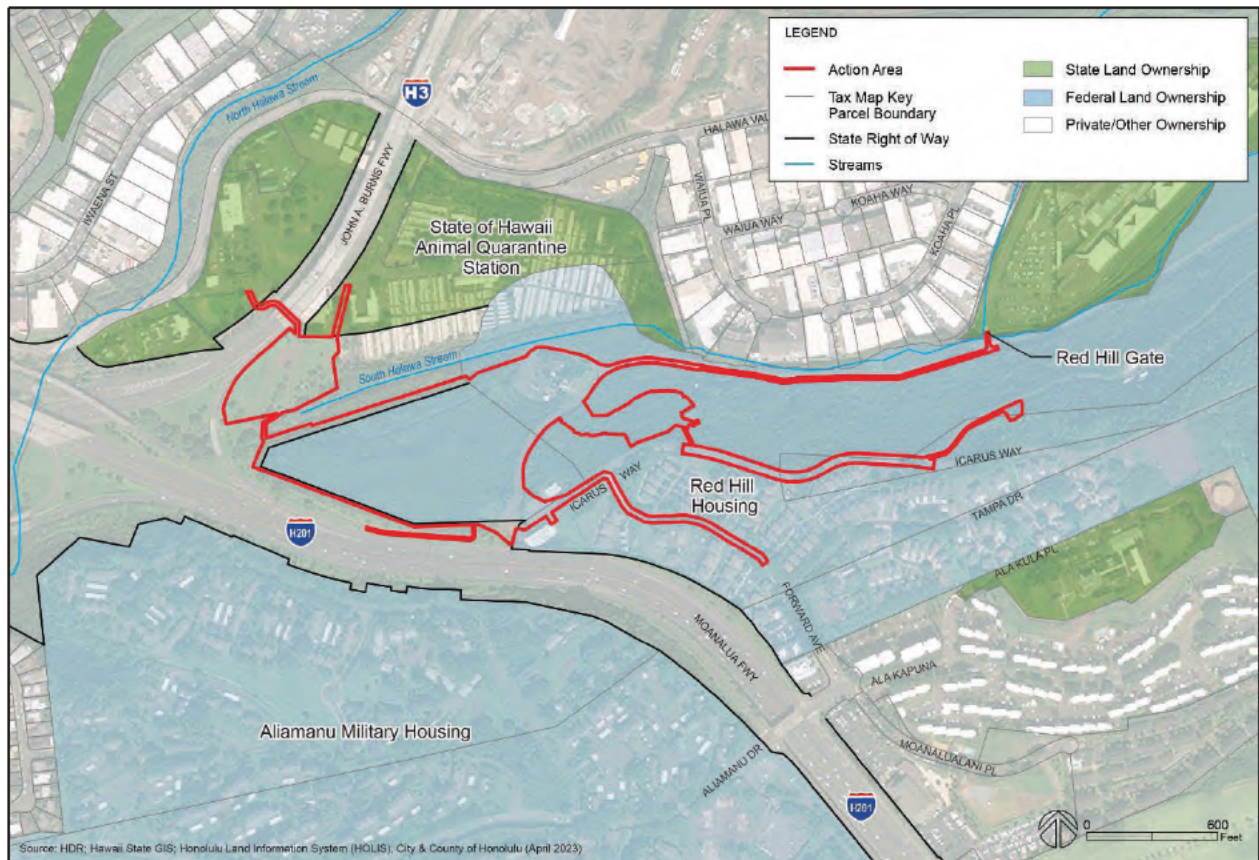 LEGEND
Action Area
Tax Map Key
Parcel Boundary
State Right of Way
Streams
State Land Ownership
Federal Land Ownership
Private/Other Ownership
H3
North Halawa Stream
HALAWA VAL
IWAENA ST
JOHN A. BURNS FWY
WAIUA PL
WAIUA WAY
KOAHA WAY
KOAHA PL
State of Hawaii
Animal Quarantine
Station
South Halawa Stream
Red Hill Gate
ICARUS WAY
ICARUS WAY
Red Hill
Housing
TAMPA DR
H201
ALA KULA PL
FORWARD AVE
MOANALUA FWY
ALA KAPUNA
Aliamanu Military Housing
MOANALUALANI PL
ALIAMANU DR
H201
0 600
Feet
Source: HDR; Hawaii State GIS; Honolulu Land Information System (HOLIS), City & County of Honolulu (April 2023)